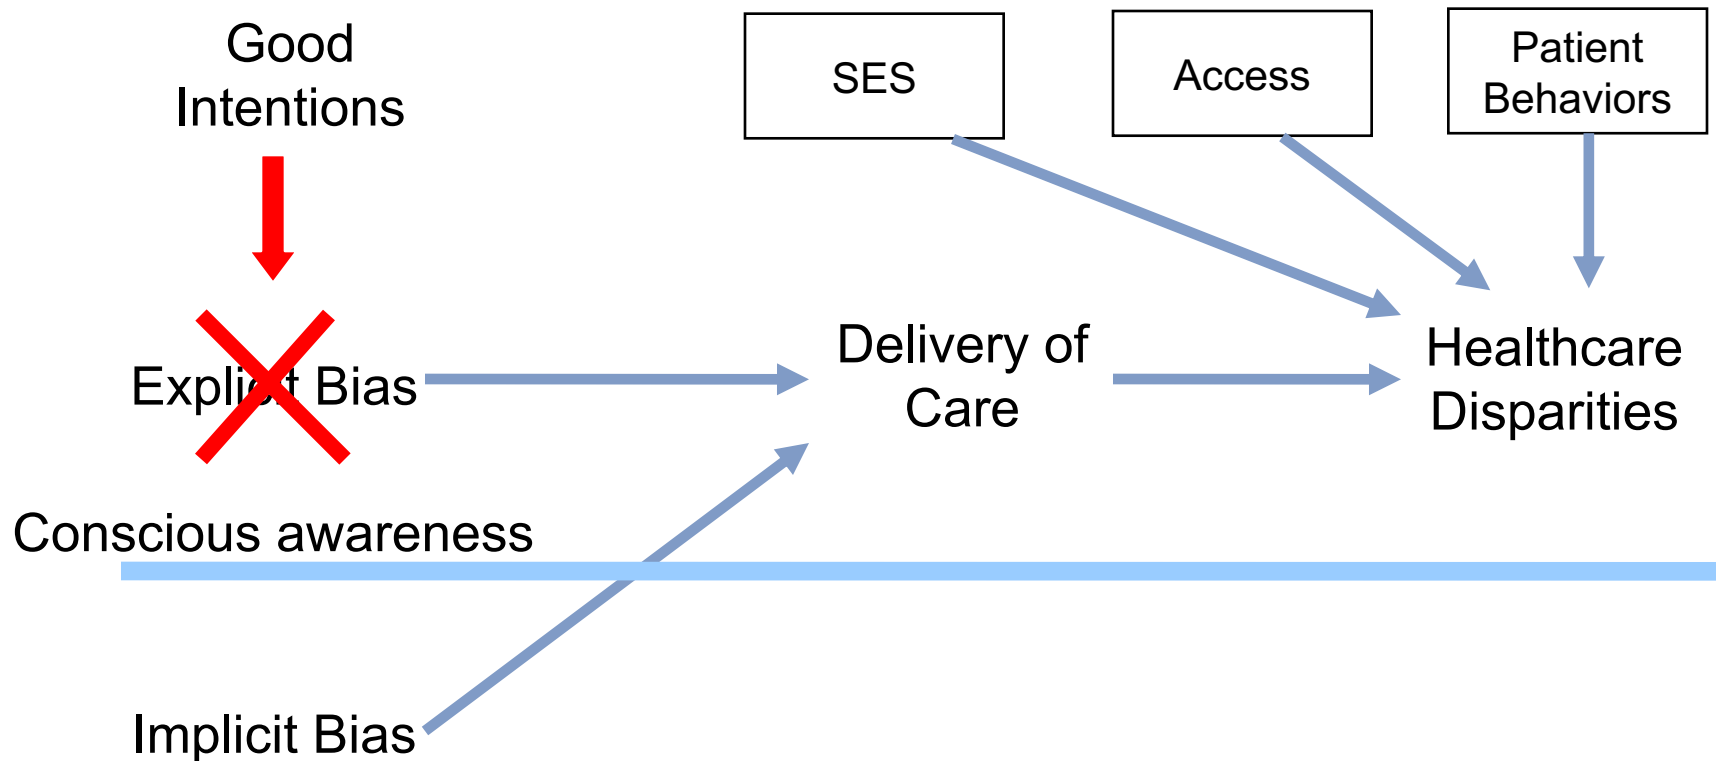 Good
Intentions
SES
Access
Patient
Behaviors
Explicit Bias
Delivery of
Care
Healthcare
Disparities
Conscious awareness
Implicit Bias